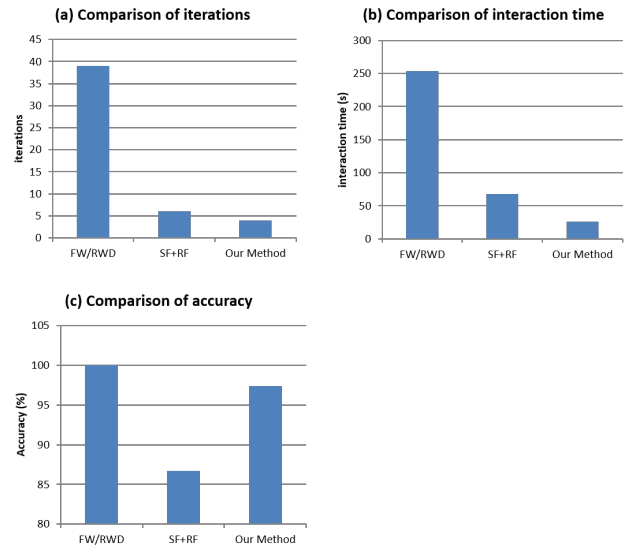 (a) Comparison of iterations
45
40
35
30
25
20
15
10
5
0
iterations
FW/RWD SF+RF Our Method
(b) Comparison of interaction time
300
250
200
150
100
50
0
interaction time (s)
FW/RWD SF+RF Our Method
(c) Comparison of accuracy
105
100
95
90
85
80
Accuracy (%)
FW/RWD SF+RF Our Method